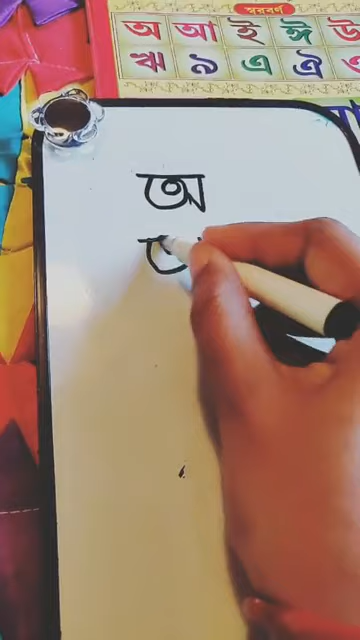 স্বরবর্ণ
অ আ ই ঈ উ
ঋ ৯ এ ঐ
অ